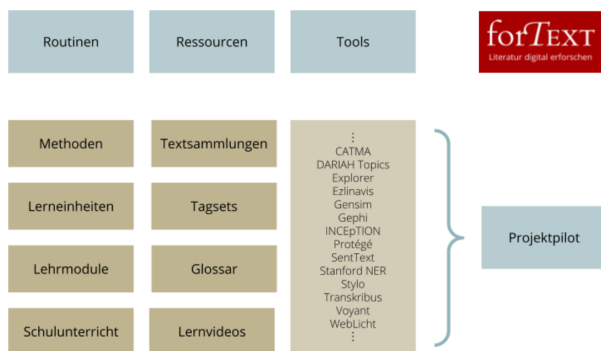 Routinen
Ressourcen
Tools
forTEXT
Literatur digital erforschen
Methoden
Textsammlungen
Lerneinheiten
Tagsets
Lehrmodule
Glossar
Schulunterricht
Lernvideos
⋮
CATMA
DARIAH Topics
Explorer
Ezlinavis
Gensim
Gephi
INCEpTION
Protégé
SentText
Stanford NER
Stylo
Transkribus
Voyant
WebLicht
⋮
Projektpilot